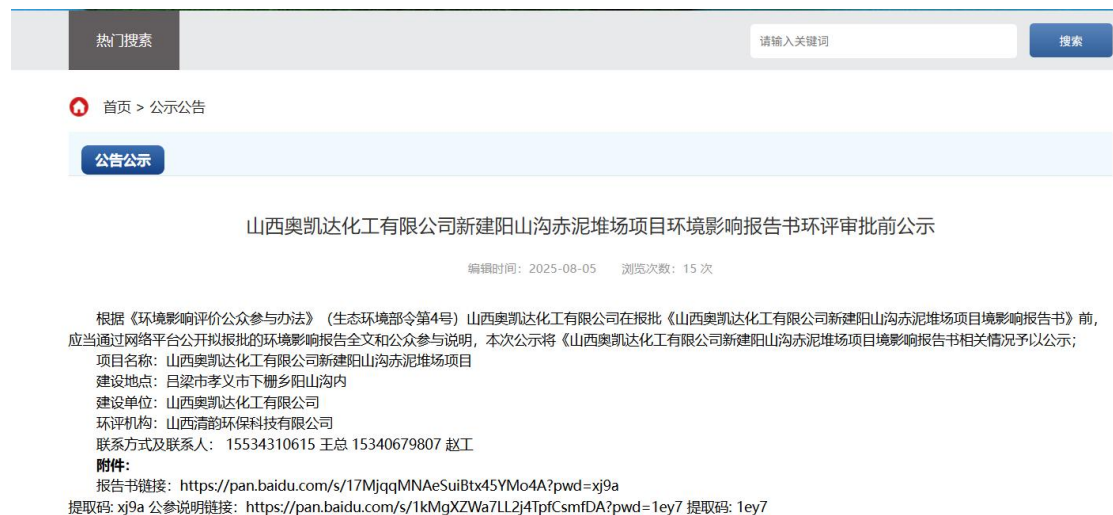 热门搜素
请输入关键词
搜索
首页 > 公示公告
公告公示
山西奥凯达化工有限公司新建阳山沟赤泥堆场项目环境影响报告书环评审批前公示
编辑时间：2025-08-05 浏览次数：15 次
根据《环境影响评价公众参与办法》（生态环境部令第4号）山西奥凯达化工有限公司在报批《山西奥凯达化工有限公司新建阳山沟赤泥堆场项目境影响报告书》前，
应当通过网络平台公开拟报批的环境影响报告全文和公众参与说明，本次公示将《山西奥凯达化工有限公司新建阳山沟赤泥堆场项目境影响报告书相关情况予以公示；
项目名称：山西奥凯达化工有限公司新建阳山沟赤泥堆场项目
建设地点：吕梁市孝义市下栅乡阳山沟内
建设单位：山西奥凯达化工有限公司
环评机构：山西清韵环保科技有限公司
联系方式及联系人： 15534310615 王总 15340679807 赵工
附件：
报告书链接：https://pan.baidu.com/s/17MjqqMNAeSuiBtx45YMo4A?pwd=xj9a
提取码: xj9a 公参说明链接：https://pan.baidu.com/s/1kMgXZWa7LL2j4TpfCsmfDA?pwd=1ey7 提取码: 1ey7